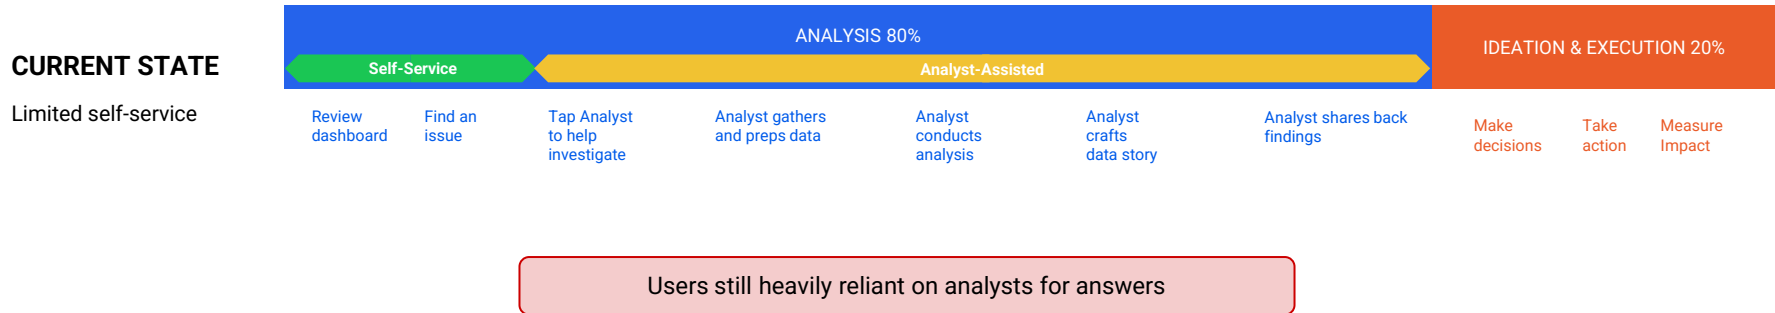 CURRENT STATE
Limited self-service
ANALYSIS 80%
IDEATION & EXECUTION 20%
Self-Service
Analyst-Assisted
Review
dashboard
Find an
issue
Tap Analyst
to help
investigate
Analyst gathers
and preps data
Analyst
conducts
analysis
Analyst
crafts
data story
Analyst shares back
findings
Make
decisions
Take
action
Measure
Impact
Users still heavily reliant on analysts for answers